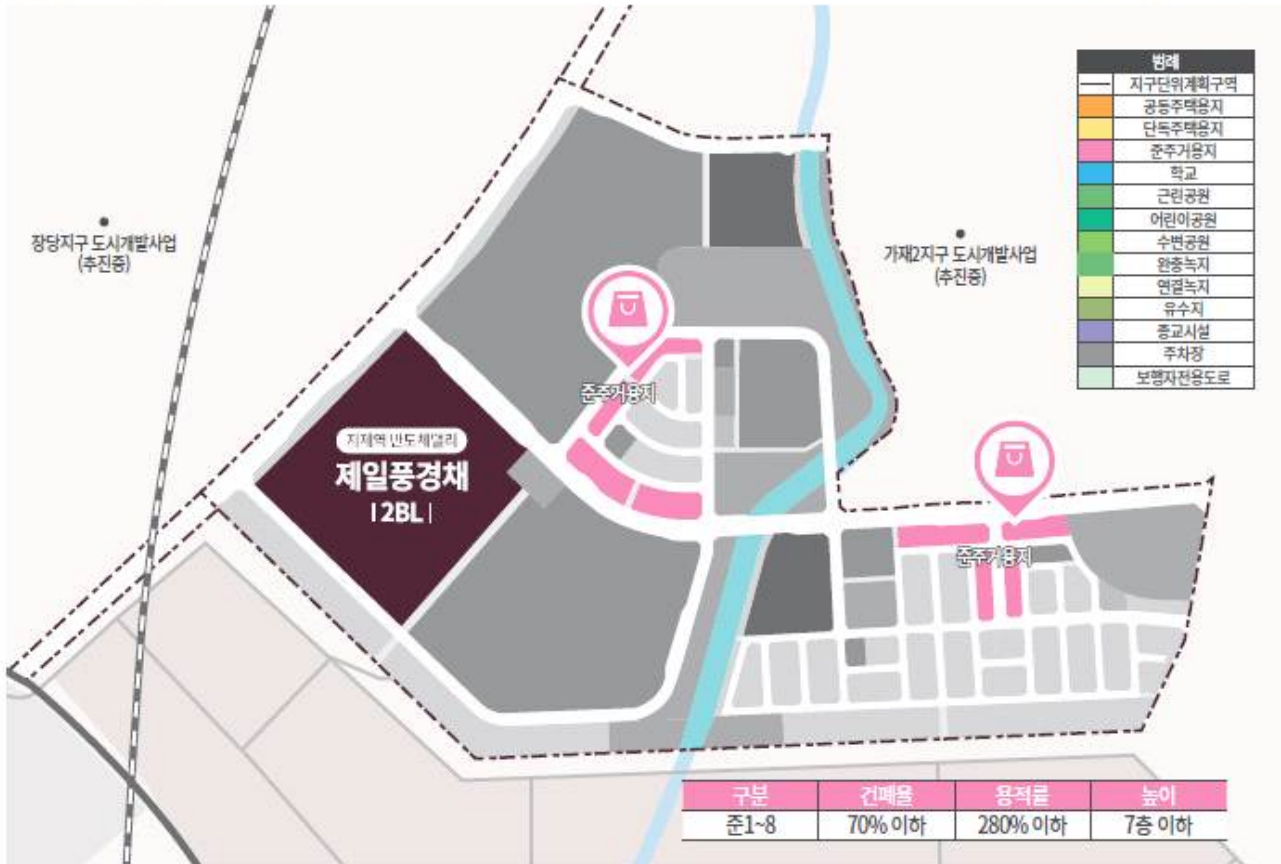 범례
지구단위계획구역
공동주택용지
단독주택용지
준주거용지
학교
근린공원
어린이공원
수변공원
완충녹지
연결녹지
유수지
종교시설
주차장
보행자전용도로
장당지구 도시개발사업
(추진중)
가재2지구 도시개발사업
(추진중)
준주거용지
지제역 반도체밸리
제일풍경채
2BL
준주거용지
구분 건폐율 용적률 높이
준1~8 70% 이하 280% 이하 7층 이하